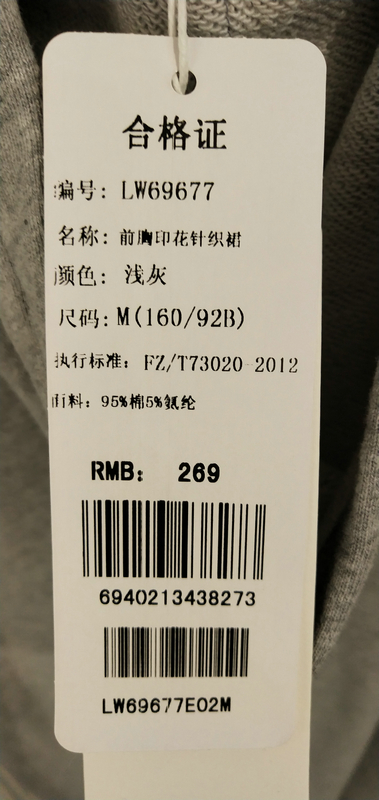 合格证
编号: LW69677
名称: 前胸印花针织裙
颜色: 浅灰
尺码: M(160/92B)
执行标准: FZ/T73020-2012
面料: 95%棉5%氨纶
RMB: 269
6940213438273
LW69677E02M